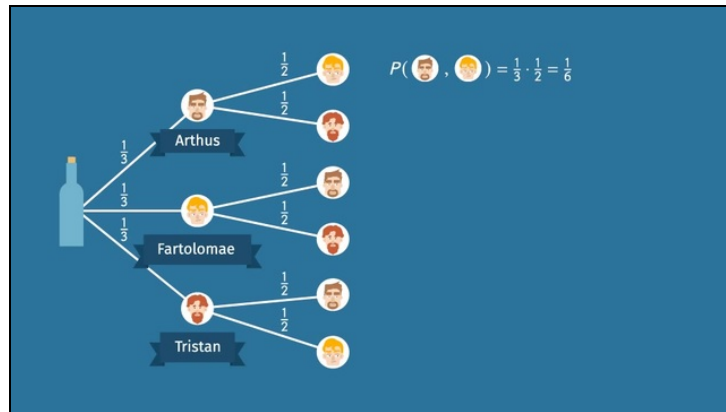 1/2
P( , ) = 1/3 · 1/2 = 1/6
1/2
Arthus
1/3
1/2
1/3
1/2
1/3
Fartolomae
1/2
1/2
Tristan